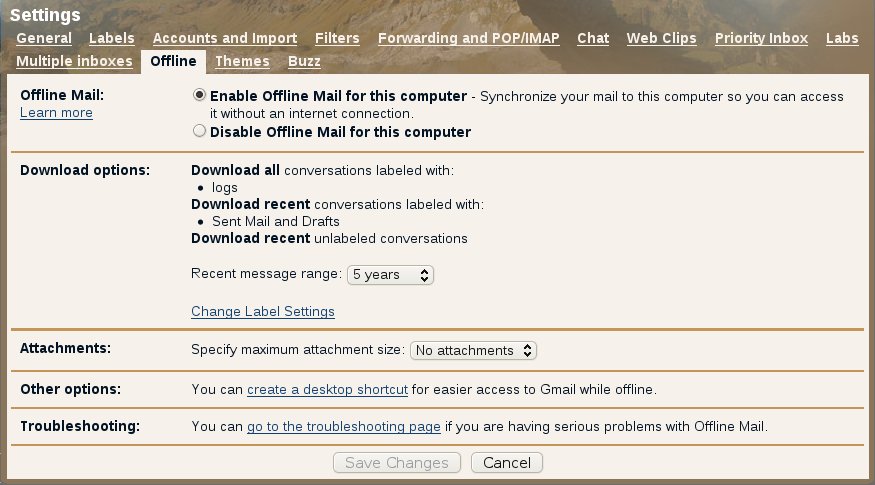 Settings
General Labels Accounts and Import Filters Forwarding and POP/IMAP Chat Web Clips Priority Inbox Labs
Multiple inboxes Offline Themes Buzz
Offline Mail: Enable Offline Mail for this computer - Synchronize your mail to this computer so you can access
Learn more it without an internet connection.
Disable Offline Mail for this computer
Download options: Download all conversations labeled with:
• logs
Download recent conversations labeled with:
• Sent Mail and Drafts
Download recent unlabeled conversations
Recent message range: 5 years
Change Label Settings
Attachments: Specify maximum attachment size: No attachments
Other options: You can create a desktop shortcut for easier access to Gmail while offline.
Troubleshooting: You can go to the troubleshooting page if you are having serious problems with Offline Mail.
Save Changes Cancel